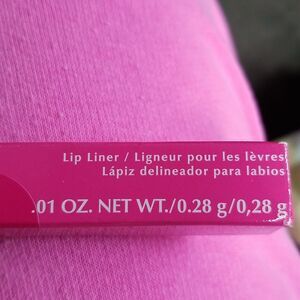 Lip Liner / Ligneur pour les lèvres
Lápiz delineador para labios
.01 OZ. NET WT./0.28 g/0,28 g